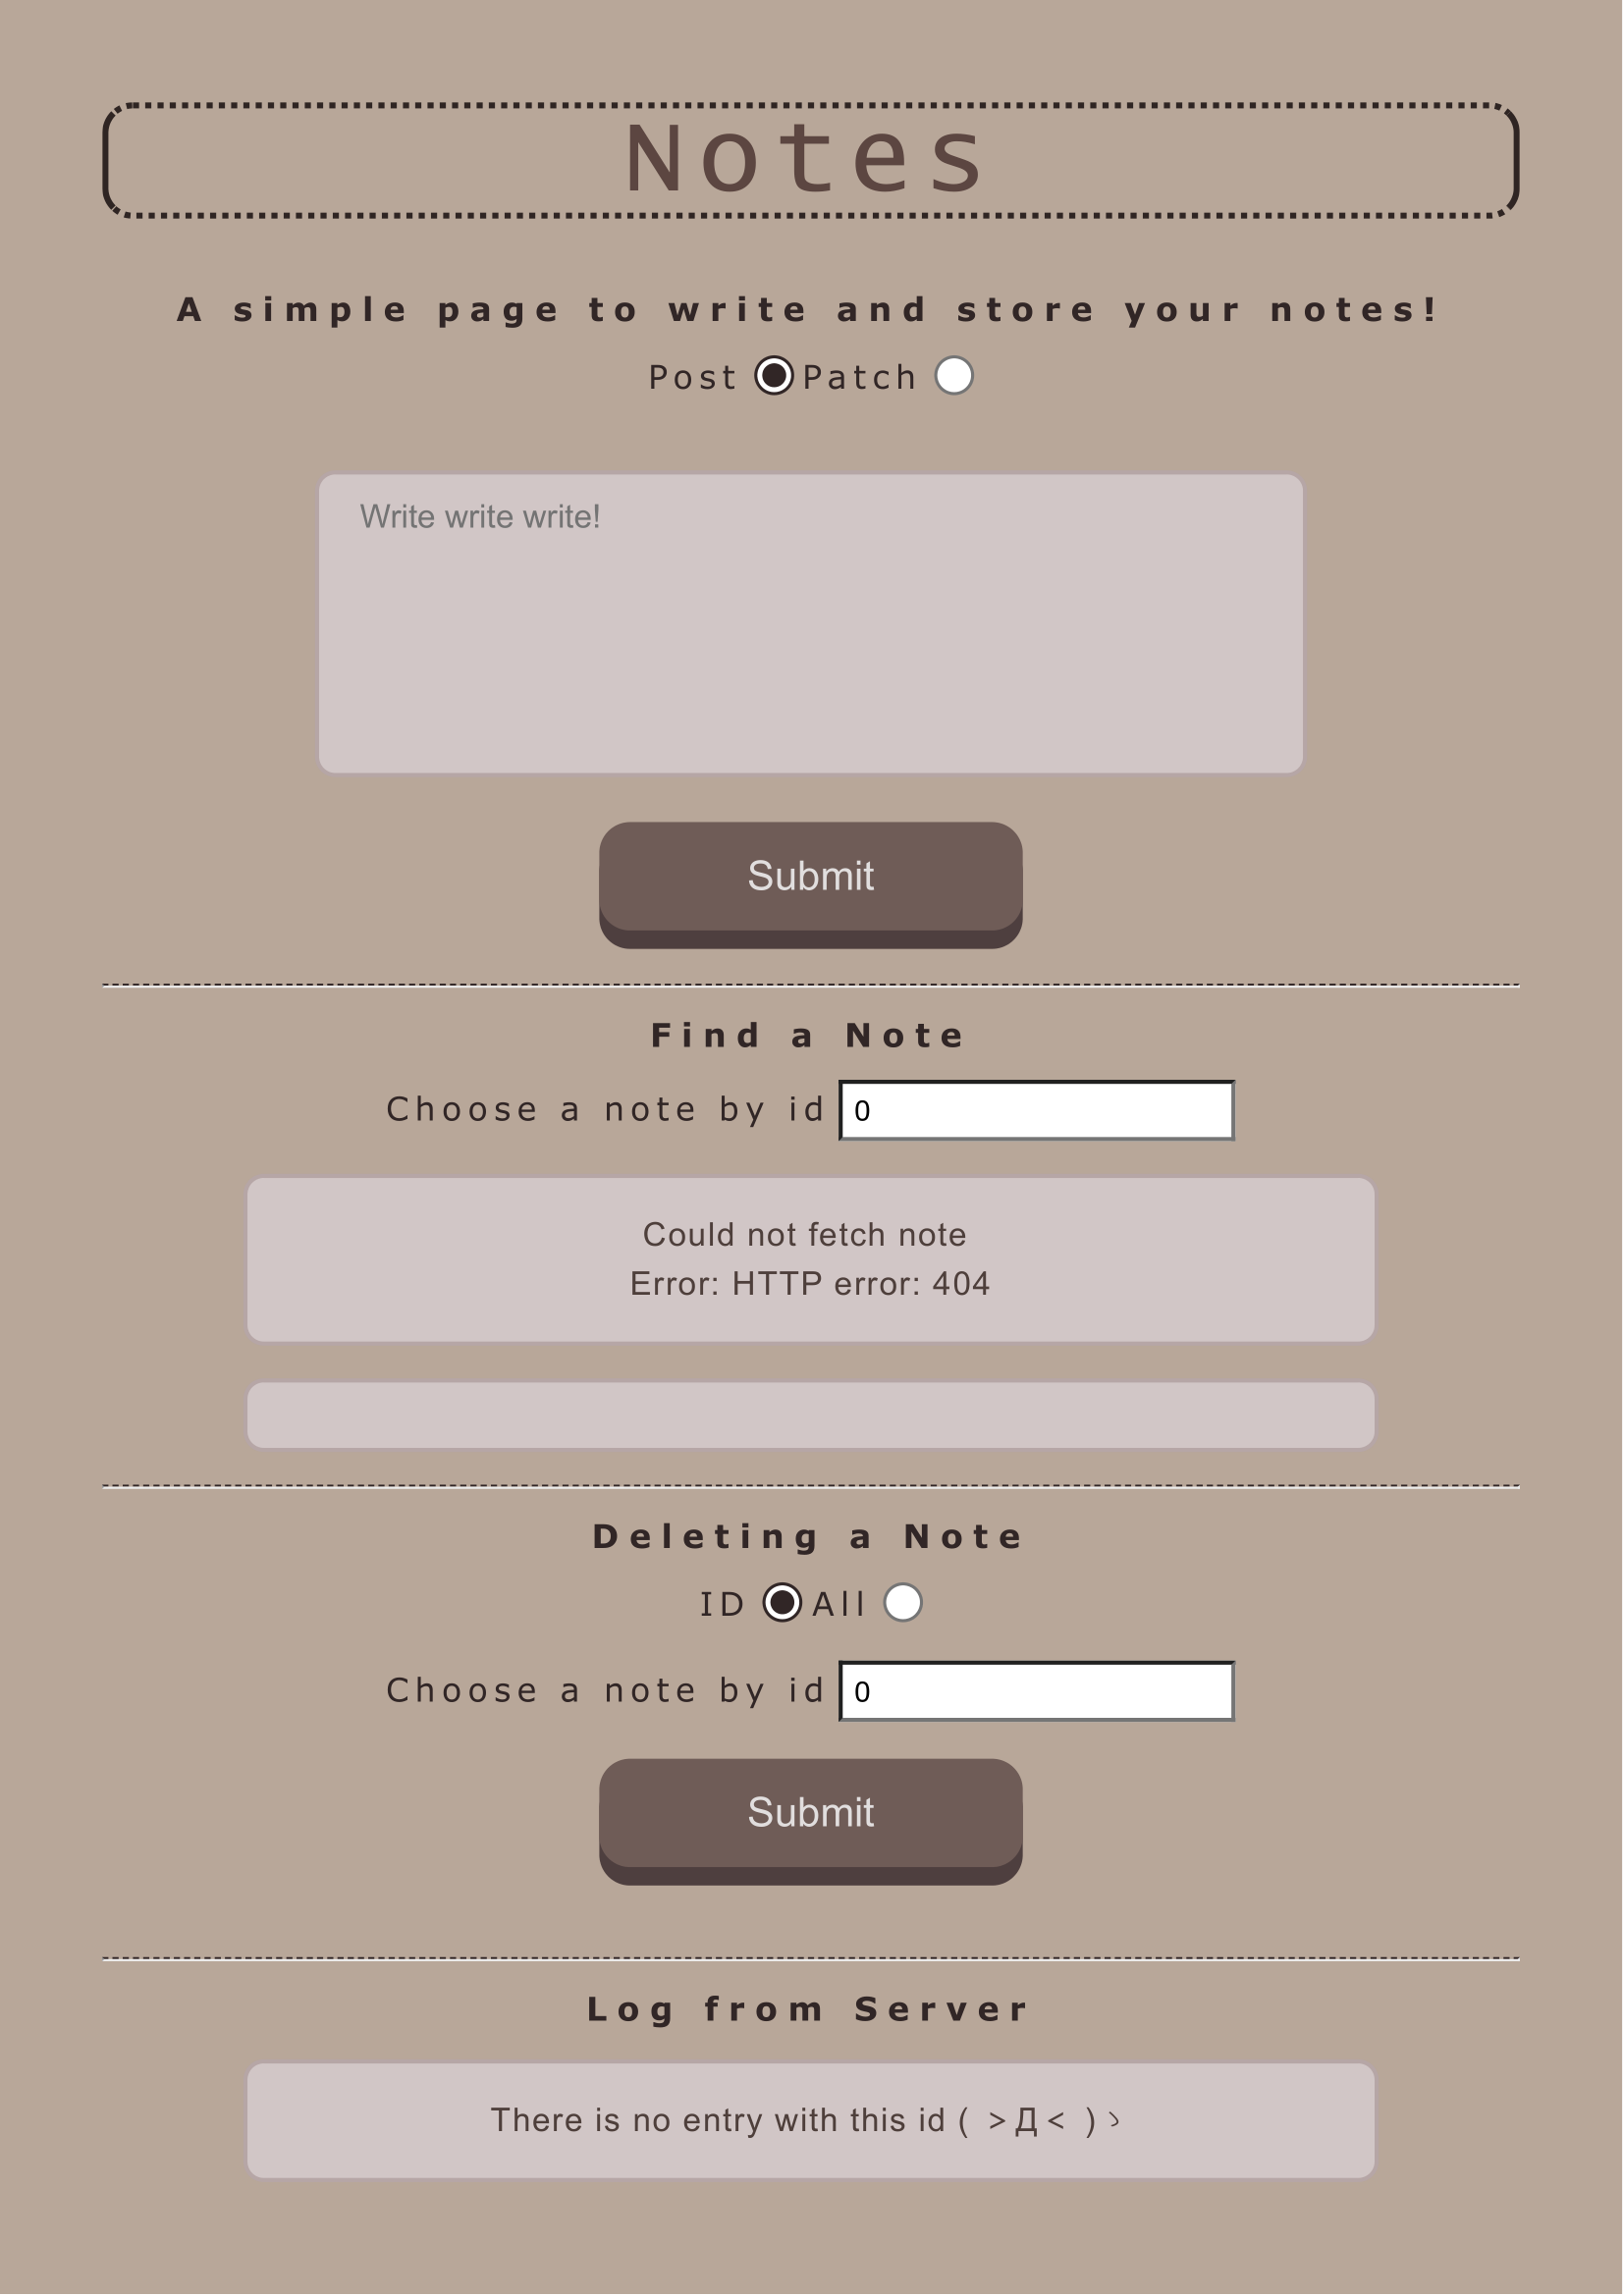 Notes
A simple page to write and store your notes!
Post Patch
Write write write!
Submit
Find a Note
Choose a note by id 0
Could not fetch note
Error: HTTP error: 404
Deleting a Note
ID All
Choose a note by id 0
Submit
Log from Server
There is no entry with this id ( >Д< )ゝ